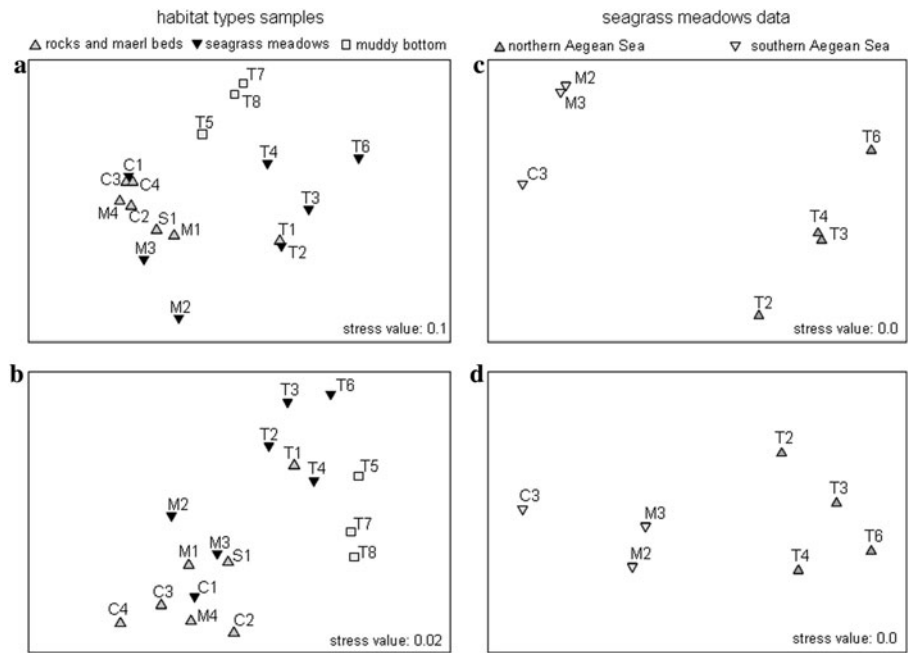 habitat types samples
seagrass meadows data
rocks and maerl beds seagrass meadows muddy bottom
northern Aegean Sea southern Aegean Sea
a
T7
T8
T5
T4
T6
C1
C3
C4
T3
M4
C2
S1
M1
T1
T2
M3
M2
stress value: 0.1
c
M2
M3
T6
C3
T4
T3
T2
stress value: 0.0
b
T3
T6
T2
T1
T4
T5
M2
T7
M3
M1
S1
T8
C1
C3
C4
M4
C2
stress value: 0.02
d
T2
C3
T3
M3
M2
T6
T4
stress value: 0.0